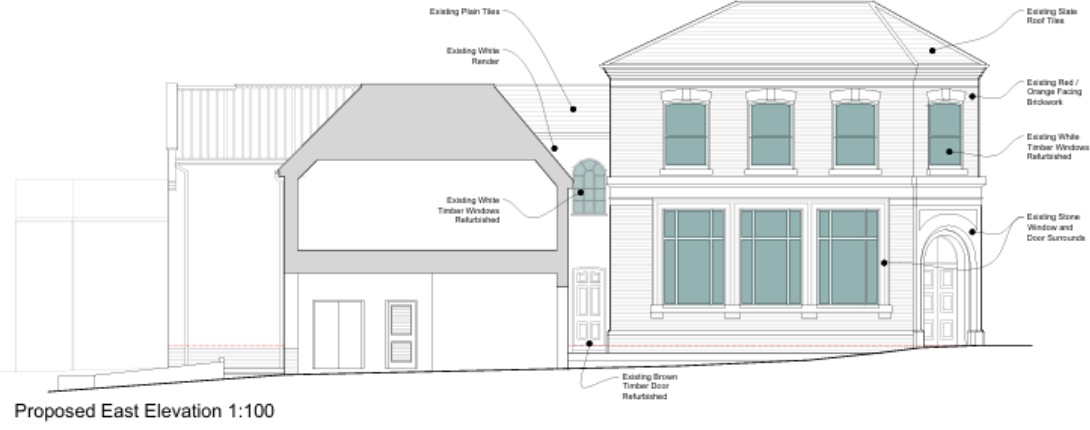 Existing Plain Tiles
Existing White
Render
Existing White
Timber Windows
Refurbished
Existing Slate
Roof Tiles
Existing Red /
Orange Facing
Brickwork
Existing White
Timber Windows
Refurbished
Existing Stone
Window and
Door Surrounds
Existing Brown
Timber Door
Refurbished
Proposed East Elevation 1:100